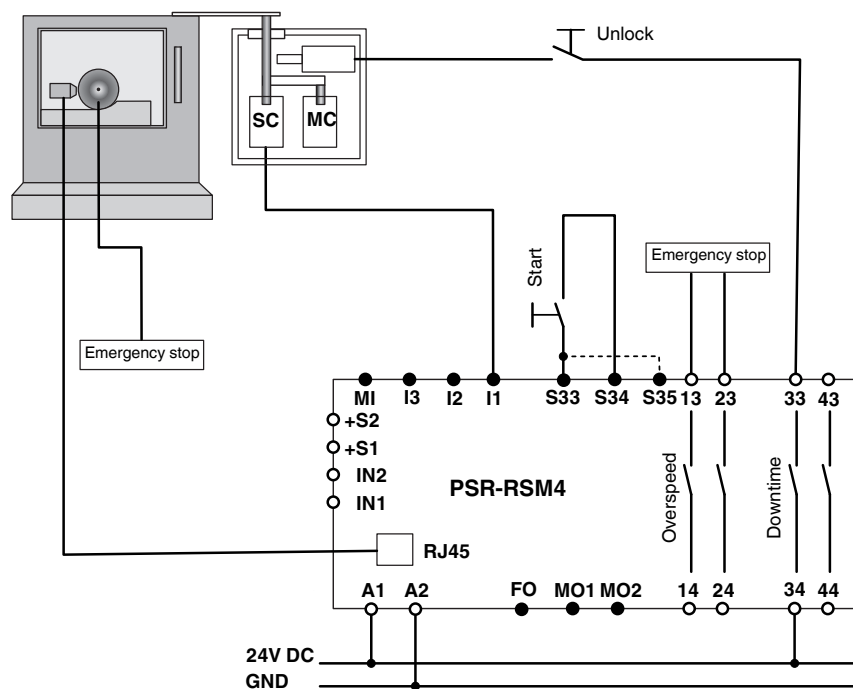 Unlock
SC MC
Start
Emergency stop
Emergency stop
MI I3 I2 I1 S33 S34 S35 13 23 33 43
+S2
+S1
IN2
IN1
PSR-RSM4
Overspeed
Downtime
RJ45
A1 A2 FO MO1 MO2 14 24 34 44
24V DC
GND